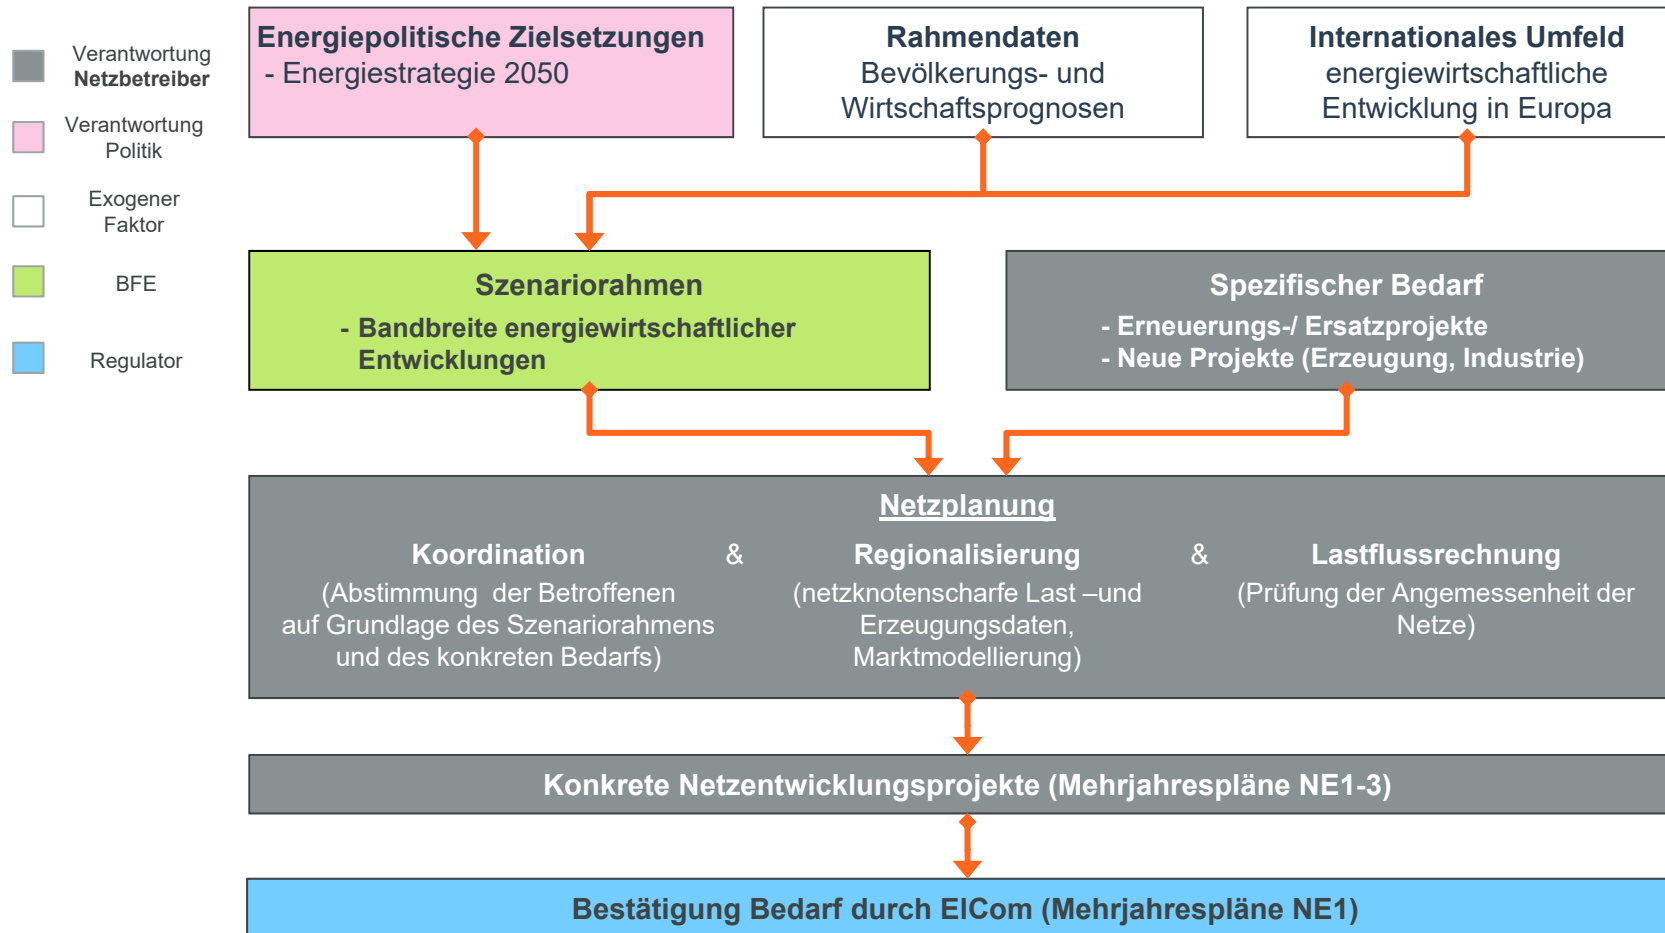 Verantwortung
Netzbetreiber
Verantwortung
Politik
Exogener
Faktor
BFE
Regulator
Energiepolitische Zielsetzungen
- Energiestrategie 2050
Rahmendaten
Bevölkerungs- und
Wirtschaftsprognosen
Internationales Umfeld
energiewirtschaftliche
Entwicklung in Europa
Szenariorahmen
- Bandbreite energiewirtschaftlicher
Entwicklungen
Spezifischer Bedarf
- Erneuerungs-/ Ersatzprojekte
- Neue Projekte (Erzeugung, Industrie)
Netzplanung
Koordination & Regionalisierung & Lastflussrechnung
(Abstimmung der Betroffenen
auf Grundlage des Szenariorahmens
und des konkreten Bedarfs)
(netzknotenscharfe Last –und
Erzeugungsdaten,
Marktmodellierung)
(Prüfung der Angemessenheit der
Netze)
Konkrete Netzentwicklungsprojekte (Mehrjahrespläne NE1-3)
Bestätigung Bedarf durch ElCom (Mehrjahrespläne NE1)